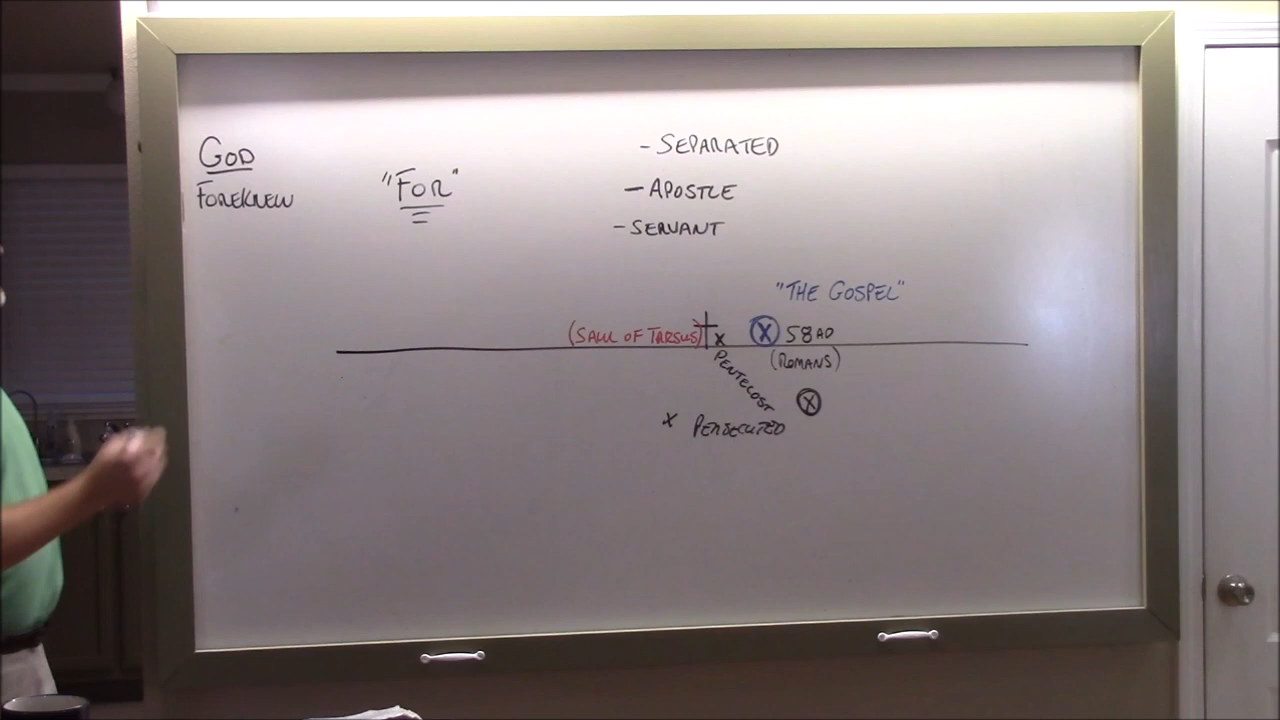 GOD
FOREKNEW
"FOR"
- SEPARATED
- APOSTLE
- SERVANT
"THE GOSPEL"
(SAUL OF TARSUS) x X 58 AD
(ROMANS)
PENTECOST
X
x PERSECUTED